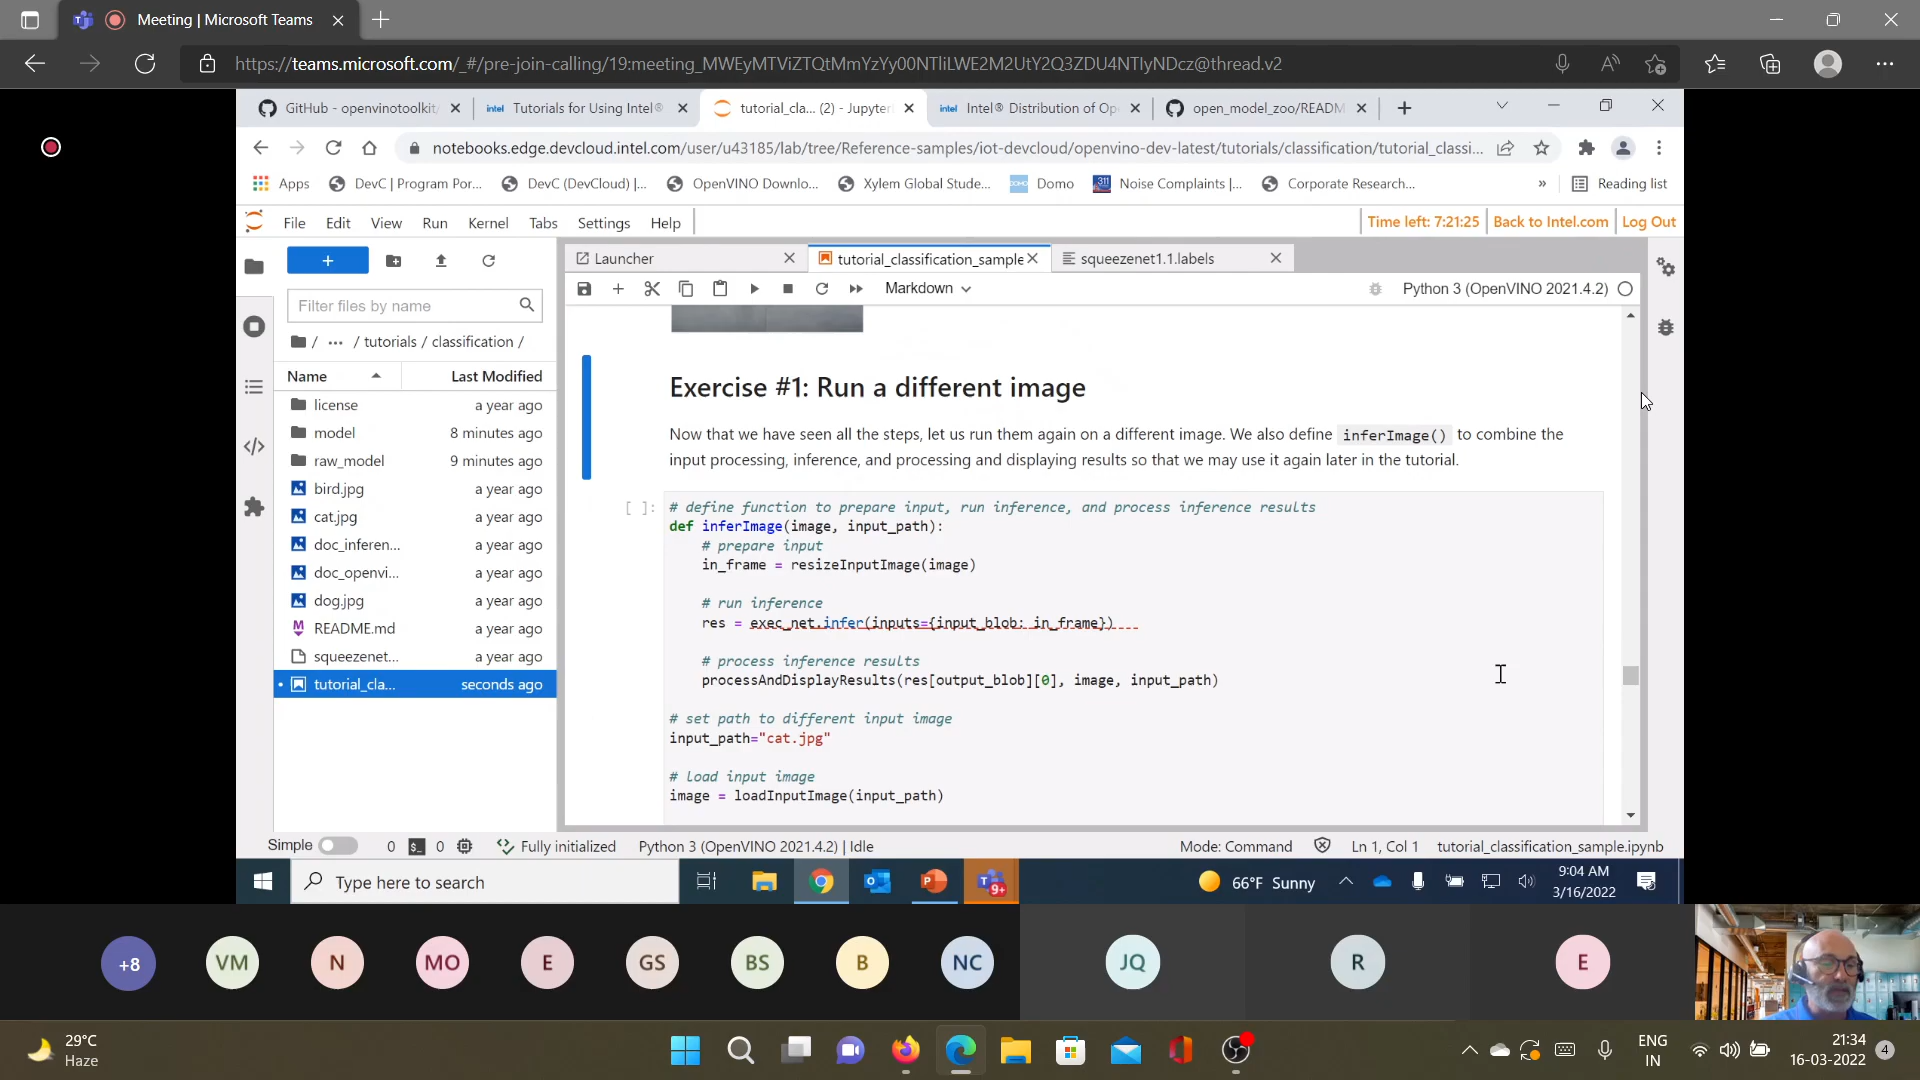 Meeting | Microsoft Teams
https://teams.microsoft.com/_#/pre-join-calling/19:meeting_MWEyMTViZTQtMmYzYy00NTliLWE2M2UtY2Q3ZDU4NTIyNDcz@thread.v2
GitHub - openvinotoolkit/
intel Tutorials for Using Intel®
tutorial_cla... (2) - Jupyter
intel Intel® Distribution of Op
open_model_zoo/README
notebooks.edge.devcloud.intel.com/user/u43185/lab/tree/Reference-samples/iot-devcloud/openvino-dev-latest/tutorials/classification/tutorial_classi...
Apps
DevC | Program Por...
DevC (DevCloud) |...
OpenVINO Downlo...
Xylem Global Stude...
Domo
311 Noise Complaints |...
Corporate Research...
»
Reading list
File Edit View Run Kernel Tabs Settings Help
Time left: 7:21:25 Back to Intel.com Log Out
Launcher
tutorial_classification_sample
squeezenet1.1.labels
Markdown
Python 3 (OpenVINO 2021.4.2)
Filter files by name
/ ... / tutorials / classification /
Name Last Modified
license a year ago
model 8 minutes ago
raw_model 9 minutes ago
bird.jpg a year ago
cat.jpg a year ago
doc_inferen... a year ago
doc_openvi... a year ago
dog.jpg a year ago
README.md a year ago
squeezenet... a year ago
tutorial_cla... seconds ago
Exercise #1: Run a different image
Now that we have seen all the steps, let us run them again on a different image. We also define inferImage() to combine the
input processing, inference, and processing and displaying results so that we may use it again later in the tutorial.
[ ]:
# define function to prepare input, run inference, and process inference results
def inferImage(image, input_path):
# prepare input
in_frame = resizeInputImage(image)
# run inference
res = exec_net.infer(inputs={input_blob: in_frame})
# process inference results
processAndDisplayResults(res[output_blob][0], image, input_path)
# set path to different input image
input_path="cat.jpg"
# load input image
image = loadInputImage(input_path)
Simple 0 $_ 0 Fully initialized Python 3 (OpenVINO 2021.4.2) | Idle Mode: Command Ln 1, Col 1 tutorial_classification_sample.ipynb
Type here to search
9+
66°F Sunny
9:04 AM
3/16/2022
+8 VM N MO E GS BS B NC JQ R E
29°C
Haze
ENG
IN
21:34
16-03-2022
4